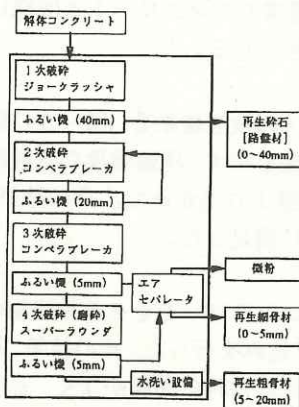 解体コンクリート
1次破砕
ジョークラッシャ
ふるい機 (40mm)
再生砕石
[路盤材]
(0～40mm)
2次破砕
コンペラブレーカ
ふるい機 (20mm)
3次破砕
コンペラブレーカ
ふるい機 (5mm)
エア
セパレータ
微粉
4次破砕 (磨砕)
スーパーラウンダ
再生細骨材
(0～5mm)
ふるい機 (5mm)
水洗い設備
再生粗骨材
(5～20mm)